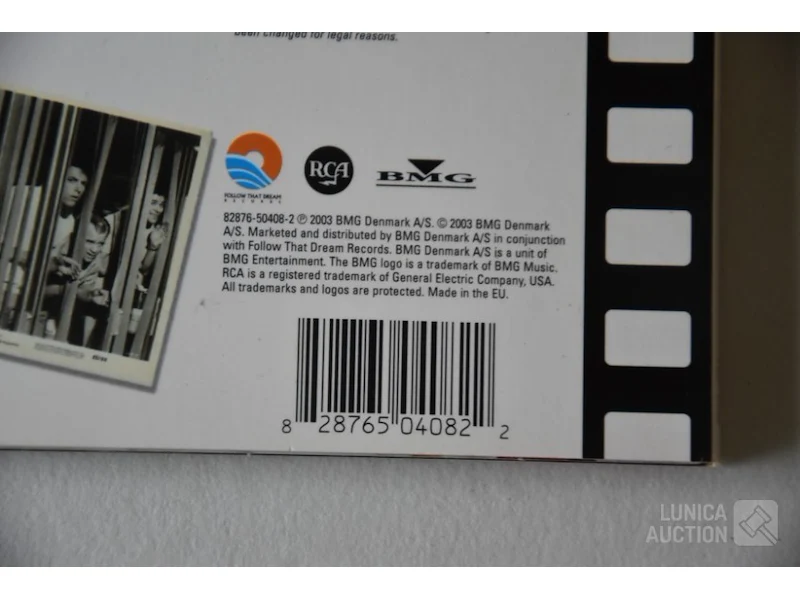 been changed for legal reasons.
FOLLOW THAT DREAM
RECORDS
RCA
BMG
82876-50408-2 ℗ 2003 BMG Denmark A/S. © 2003 BMG Denmark
A/S. Marketed and distributed by BMG Denmark A/S in conjunction
with Follow That Dream Records. BMG Denmark A/S is a unit of
BMG Entertainment. The BMG logo is a trademark of BMG Music.
RCA is a registered trademark of General Electric Company, USA.
All trademarks and logos are protected. Made in the EU.
8 28765 04082 2
LUNICA
AUCTION